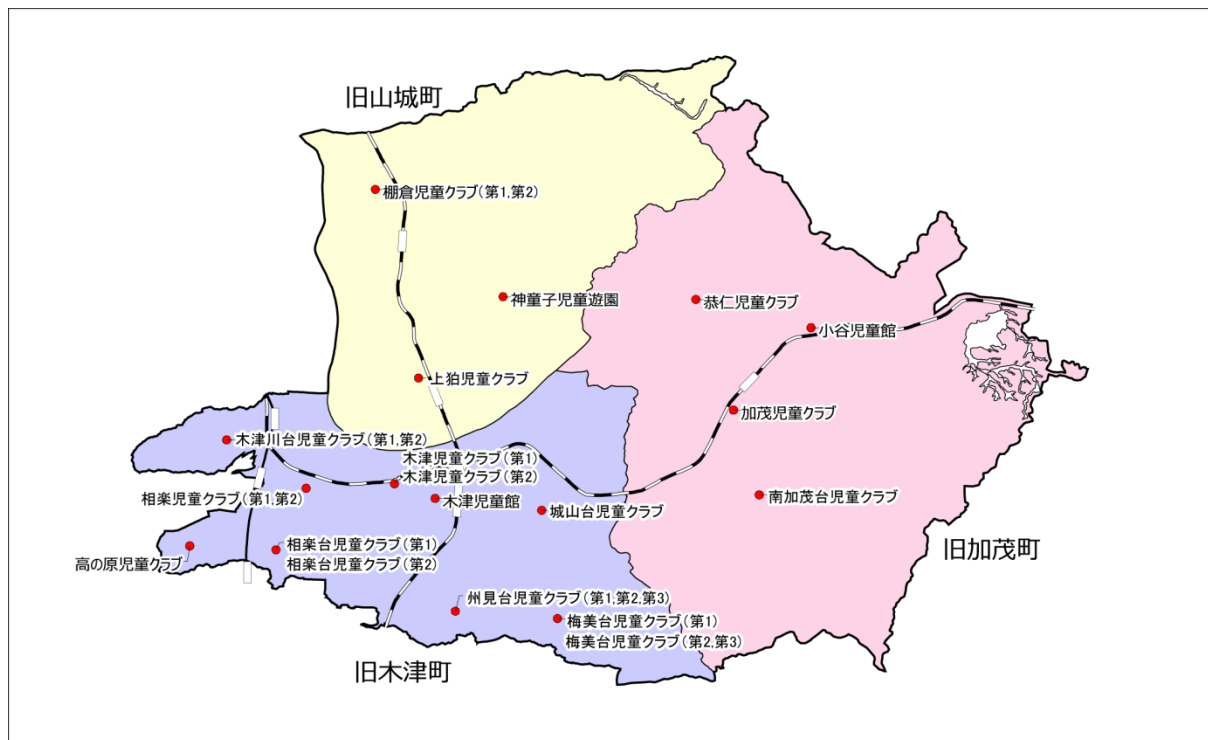 旧山城町
棚倉児童クラブ(第1,第2)
神童子児童遊園
恭仁児童クラブ
小谷児童館
上狛児童クラブ
加茂児童クラブ
木津川台児童クラブ(第1,第2)
木津児童クラブ(第1)
木津児童クラブ(第2)
相楽児童クラブ(第1,第2)
木津児童館
城山台児童クラブ
南加茂台児童クラブ
相楽台児童クラブ(第1)
相楽台児童クラブ(第2)
高の原児童クラブ
旧加茂町
州見台児童クラブ(第1,第2,第3)
梅美台児童クラブ(第1)
梅美台児童クラブ(第2,第3)
旧木津町